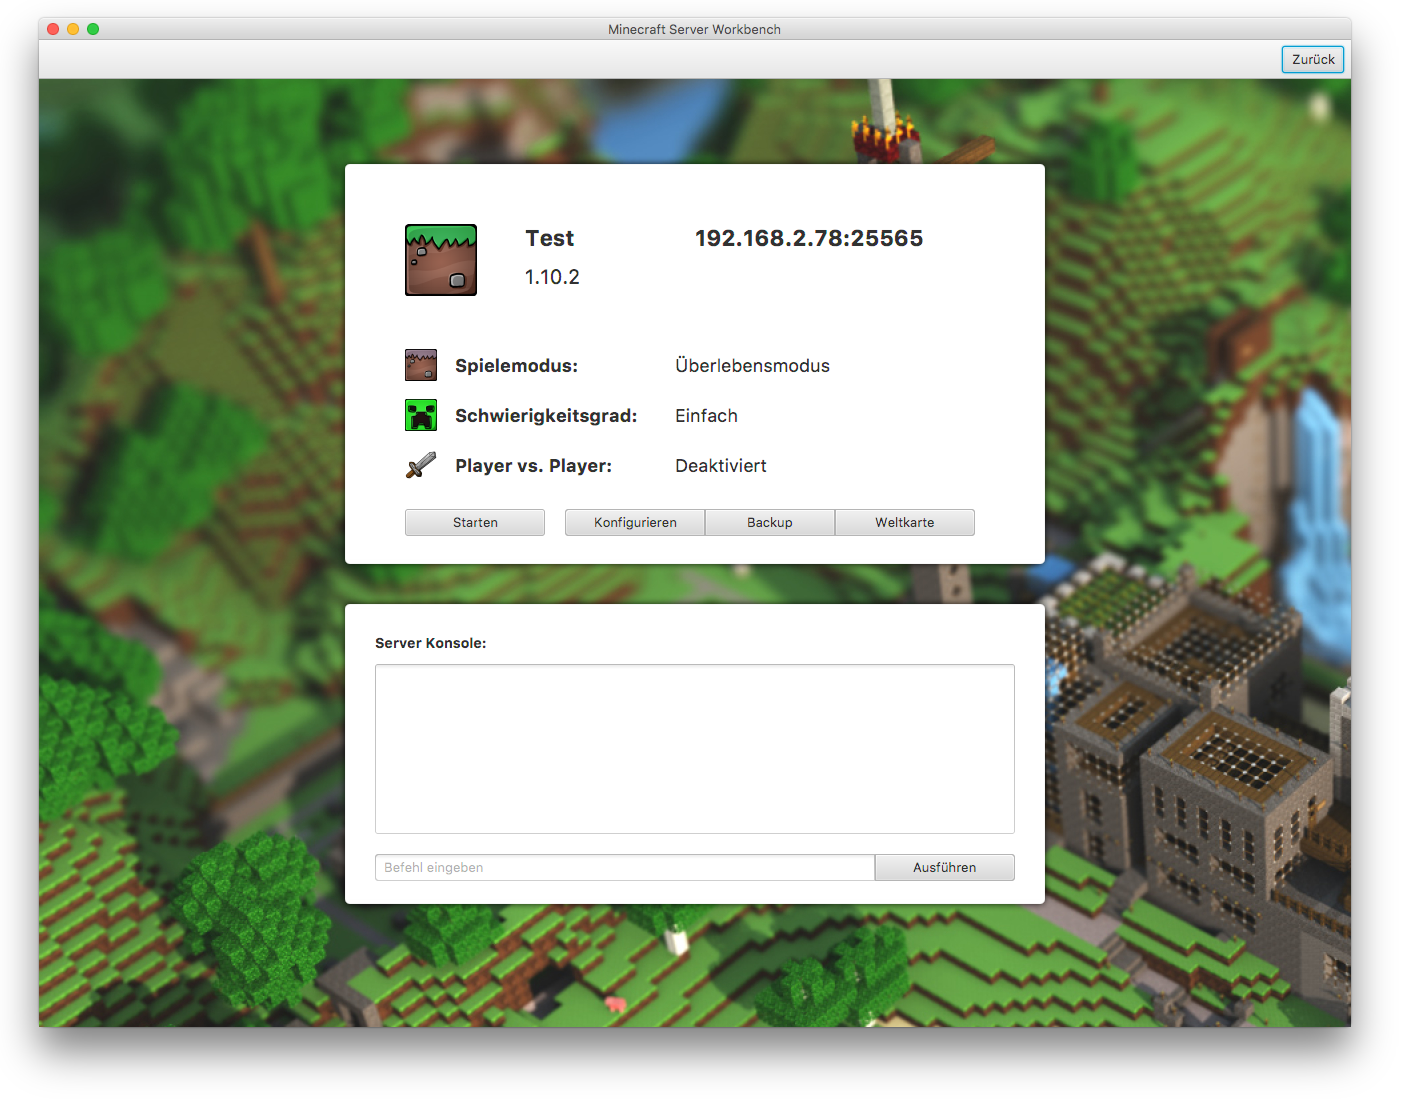 Minecraft Server Workbench
Zurück
Test 192.168.2.78:25565
1.10.2
Spielemodus: Überlebensmodus
Schwierigkeitsgrad: Einfach
Player vs. Player: Deaktiviert
Starten Konfigurieren Backup Weltkarte
Server Konsole:
Befehl eingeben Ausführen